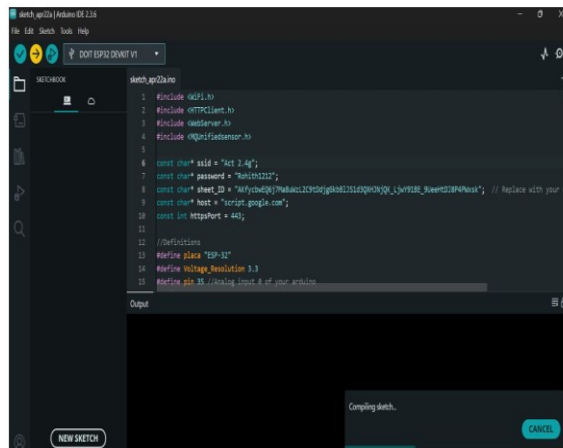 sketch_apr22a | Arduino IDE 2.3.6
File Edit Sketch Tools Help
DOIT ESP32 DEVKIT V1
SKETCHBOOK
sketch_apr22a.ino
1 #include <WiFi.h>
2 #include <HTTPClient.h>
3 #include <WebServer.h>
4 #include <MQUnifiedsensor.h>
5
6 const char* ssid = "Act 2.4g";
7 const char* password = "Rohith1212";
8 const char* sheet_ID = // Replace with your
9 const char* host = "script.google.com";
10 const int httpsPort = 443;
11
12 //Definitions
13 #define placa "ESP-32"
14 #define Voltage_Resolution 3.3
15 #define pin 35 //Analog input 0 of your arduino
Output
Compiling sketch...
CANCEL
NEW SKETCH